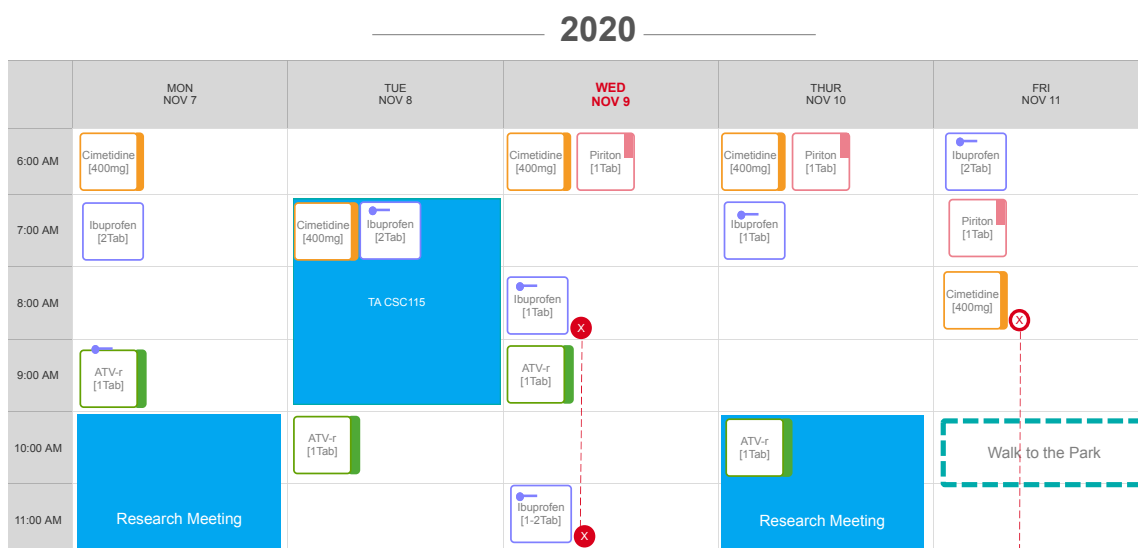 2020
MON
NOV 7
TUE
NOV 8
WED
NOV 9
THUR
NOV 10
FRI
NOV 11
6:00 AM
Cimetidine
[400mg]
Cimetidine
[400mg]
Piriton
[1Tab]
Cimetidine
[400mg]
Piriton
[1Tab]
Ibuprofen
[2Tab]
7:00 AM
Ibuprofen
[2Tab]
Cimetidine
[400mg]
Ibuprofen
[2Tab]
Ibuprofen
[1Tab]
Piriton
[1Tab]
8:00 AM
TA CSC115
Ibuprofen
[1Tab]
X
Cimetidine
[400mg]
X
9:00 AM
ATV-r
[1Tab]
ATV-r
[1Tab]
10:00 AM
ATV-r
[1Tab]
ATV-r
[1Tab]
Walk to the Park
11:00 AM
Research Meeting
Ibuprofen
[1-2Tab]
X
Research Meeting